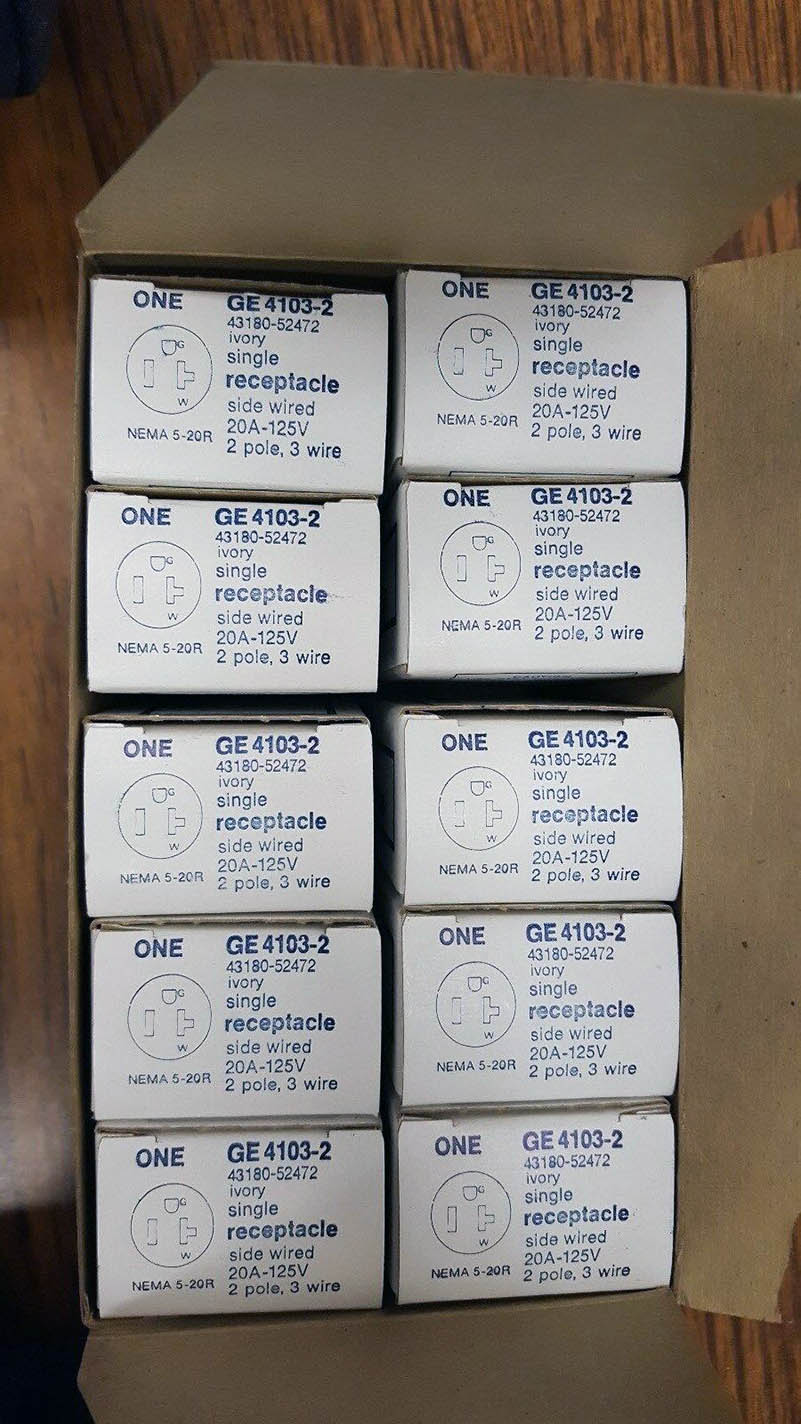 ONE GE 4103-2
43180-52472
ivory
single
G
receptacle
W
side wired
20A-125V
NEMA 5-20R
2 pole, 3 wire
ONE GE 4103-2
43180-52472
ivory
single
G
receptacle
W
side wired
20A-125V
NEMA 5-20R
2 pole, 3 wire
ONE GE 4103-2
43180-52472
ivory
single
G
receptacle
W
side wired
20A-125V
NEMA 5-20R
2 pole, 3 wire
ONE GE 4103-2
43180-52472
ivory
single
G
receptacle
W
side wired
20A-125V
NEMA 5-20R
2 pole, 3 wire
ONE GE 4103-2
43180-52472
ivory
single
G
receptacle
W
side wired
20A-125V
NEMA 5-20R
2 pole, 3 wire
ONE GE 4103-2
43180-52472
ivory
single
G
receptacle
W
side wired
20A-125V
NEMA 5-20R
2 pole, 3 wire
ONE GE 4103-2
43180-52472
ivory
single
G
receptacle
W
side wired
20A-125V
NEMA 5-20R
2 pole, 3 wire
ONE GE 4103-2
43180-52472
ivory
single
G
receptacle
W
side wired
20A-125V
NEMA 5-20R
2 pole, 3 wire
ONE GE 4103-2
43180-52472
ivory
single
G
receptacle
W
side wired
20A-125V
NEMA 5-20R
2 pole, 3 wire
ONE GE 4103-2
43180-52472
ivory
single
G
receptacle
W
side wired
20A-125V
NEMA 5-20R
2 pole, 3 wire